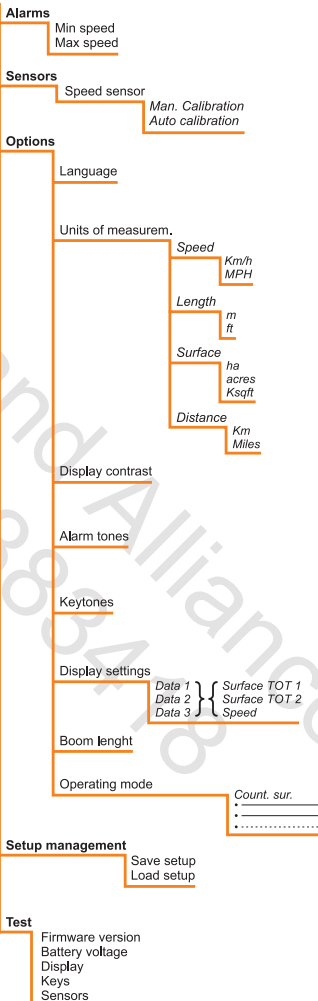 Alarms
Min speed
Max speed
Sensors
Speed sensor
Man. Calibration
Auto calibration
Options
Language
Units of measurem.
Speed
Km/h
MPH
Length
m
ft
Surface
ha
acres
Ksqft
Distance
Km
Miles
Display contrast
Alarm tones
Keytones
Display settings
Data 1 } { Surface TOT 1
Data 2 } { Surface TOT 2
Data 3 } { Speed
Boom lenght
Operating mode
Count. sur.
Setup management
Save setup
Load setup
Test
Firmware version
Battery voltage
Display
Keys
Sensors
nd Alliance
883418